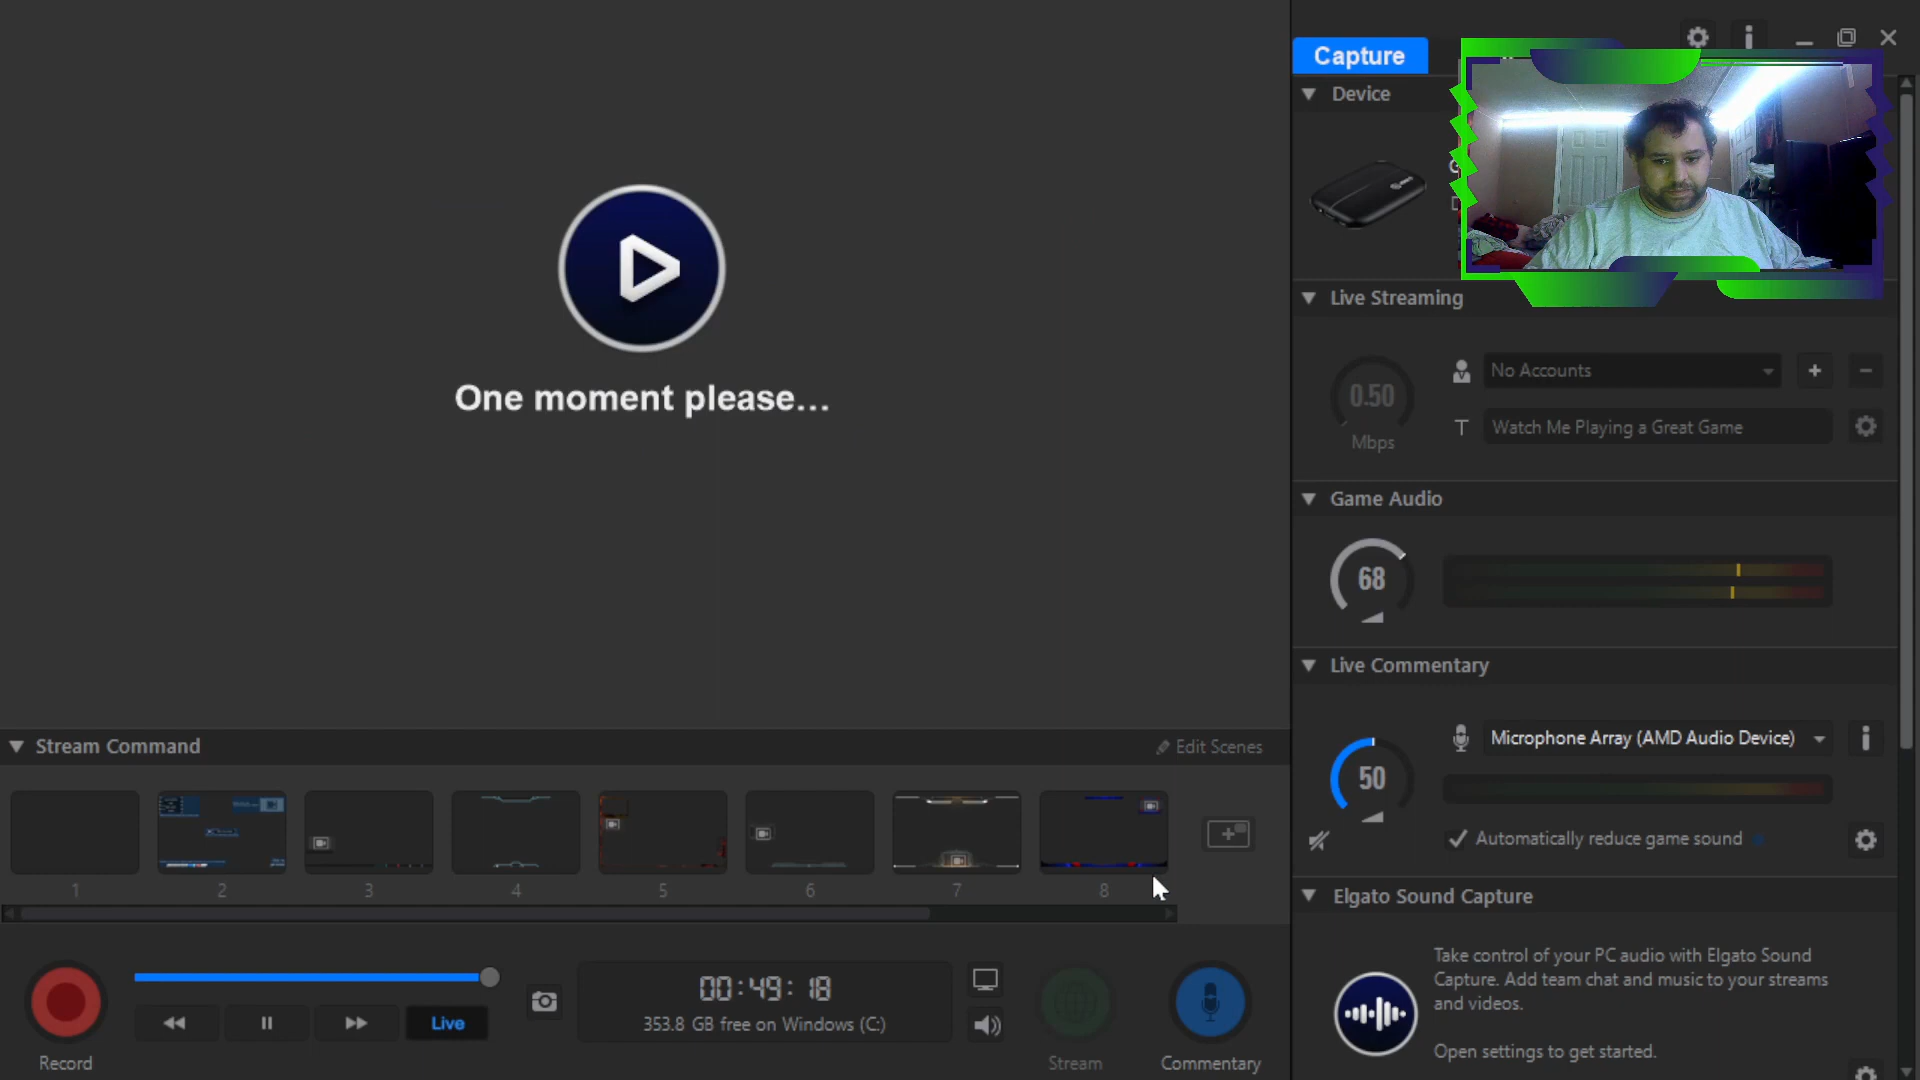 Capture
Device
One moment please...
Live Streaming
0.50
Mbps
No Accounts
Watch Me Playing a Great Game
Game Audio
68
Live Commentary
50
Microphone Array (AMD Audio Device)
Automatically reduce game sound
Stream Command
Edit Scenes
1 2 3 4 5 6 7 8
Elgato Sound Capture
Take control of your PC audio with Elgato Sound
Capture. Add team chat and music to your streams
and videos.
Open settings to get started.
Live
00:49:18
353.8 GB free on Windows (C:)
Record
Stream
Commentary